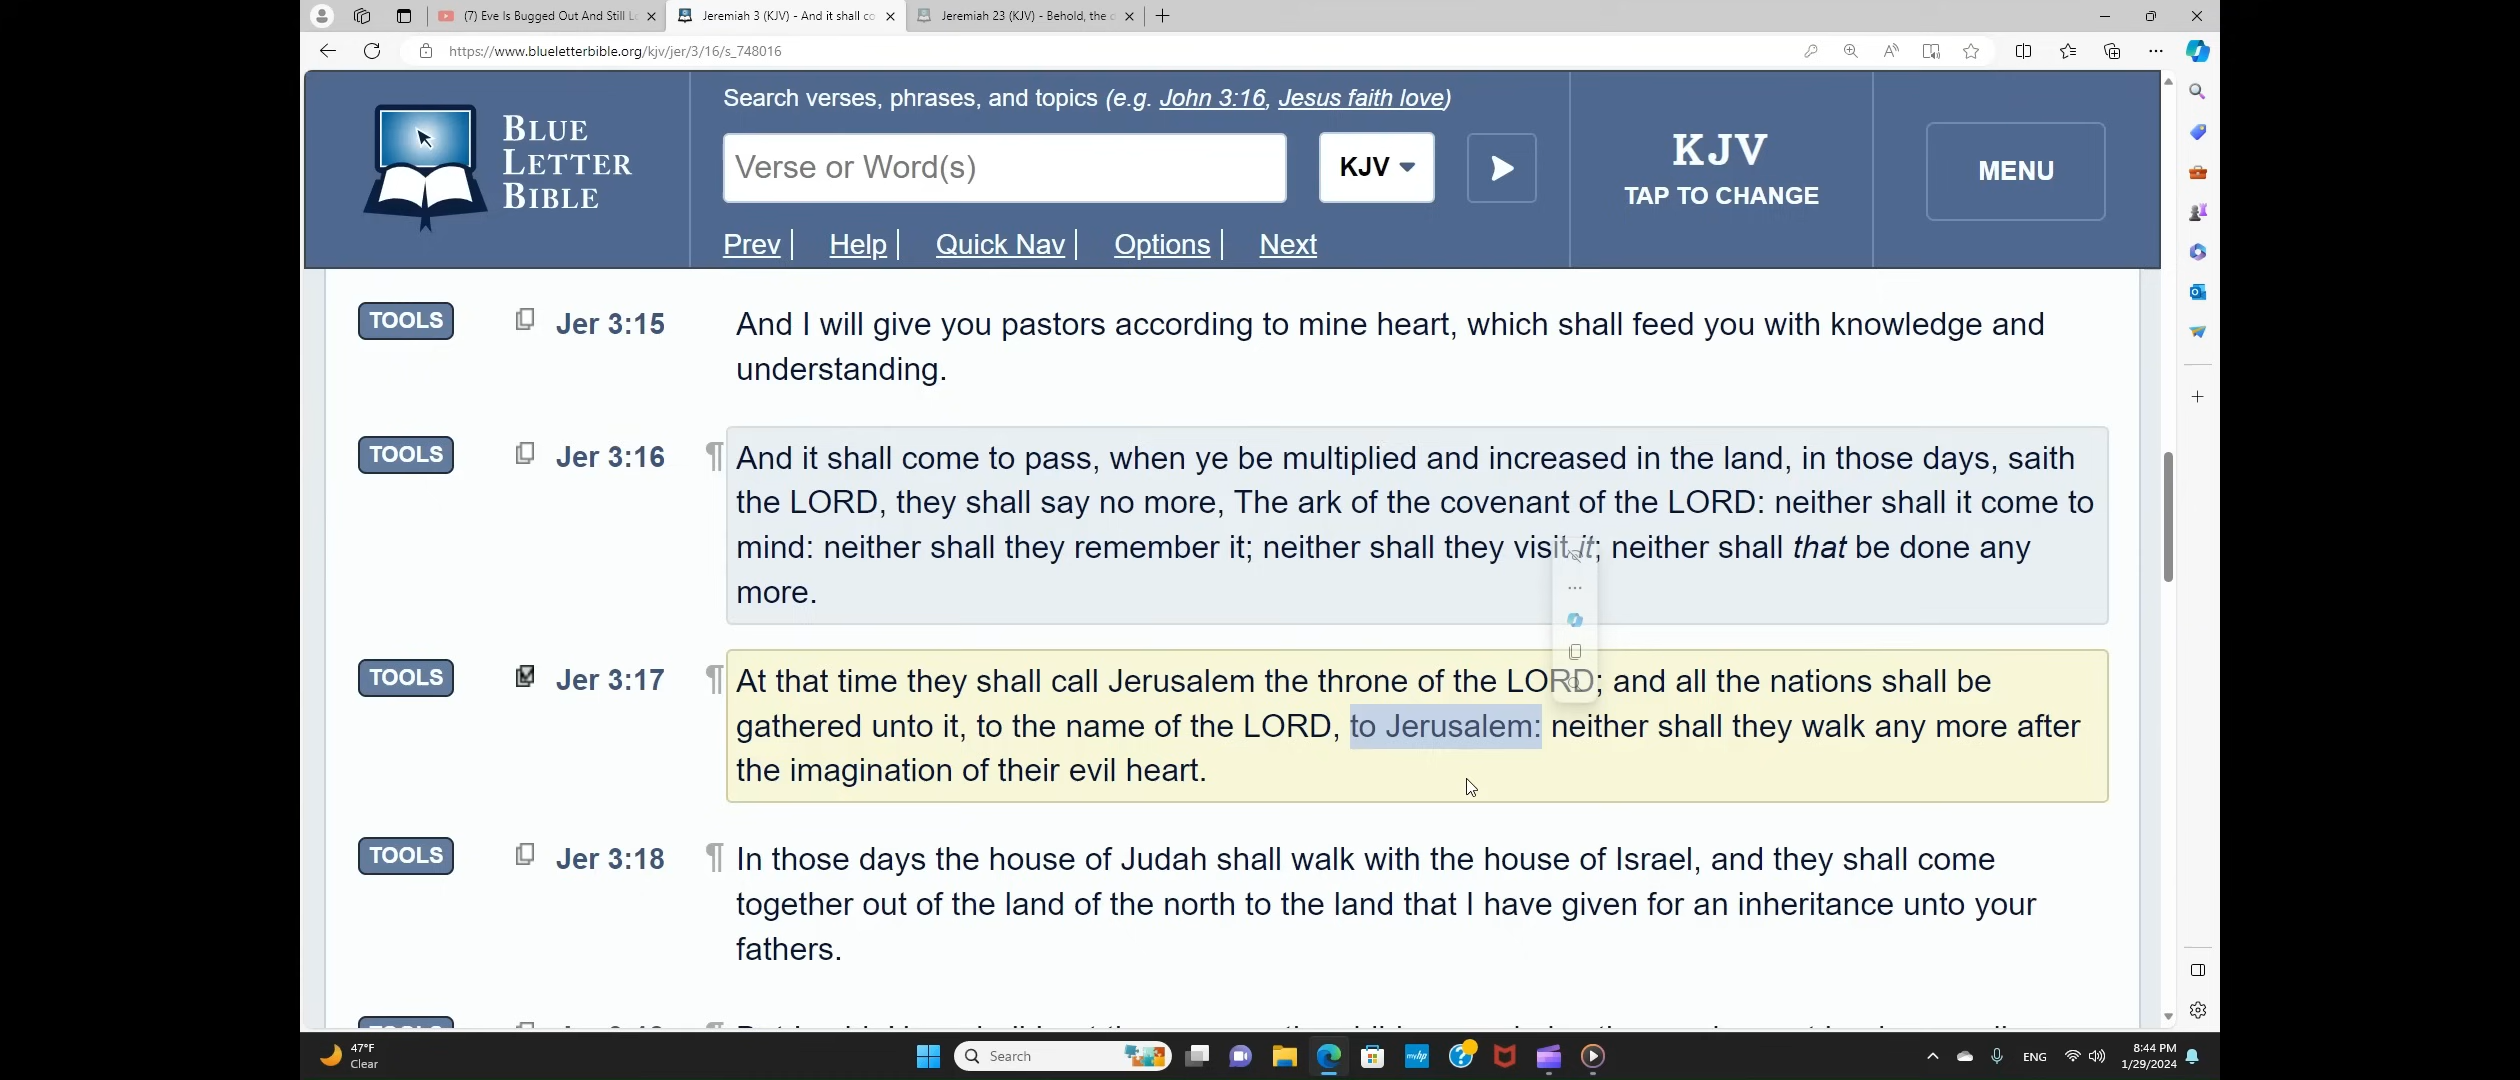 (7) Eve Is Bugged Out And Still L
Jeremiah 3 (KJV) - And it shall co
Jeremiah 23 (KJV) - Behold, the
https://www.blueletterbible.org/kjv/jer/3/16/s_748016
BLUE
LETTER
BIBLE
Search verses, phrases, and topics (e.g. John 3:16, Jesus faith love)
Verse or Word(s)
KJV
KJV
TAP TO CHANGE
MENU
Prev
Help
Quick Nav
Options
Next
TOOLS
Jer 3:15
And I will give you pastors according to mine heart, which shall feed you with knowledge and
understanding.
TOOLS
Jer 3:16
¶ And it shall come to pass, when ye be multiplied and increased in the land, in those days, saith
the LORD, they shall say no more, The ark of the covenant of the LORD: neither shall it come to
mind: neither shall they remember it; neither shall they visit it; neither shall that be done any
more.
TOOLS
Jer 3:17
¶ At that time they shall call Jerusalem the throne of the LORD; and all the nations shall be
gathered unto it, to the name of the LORD, to Jerusalem: neither shall they walk any more after
the imagination of their evil heart.
TOOLS
Jer 3:18
¶ In those days the house of Judah shall walk with the house of Israel, and they shall come
together out of the land of the north to the land that I have given for an inheritance unto your
fathers.
47°F
Clear
Search
ENG
8:44 PM
1/29/2024